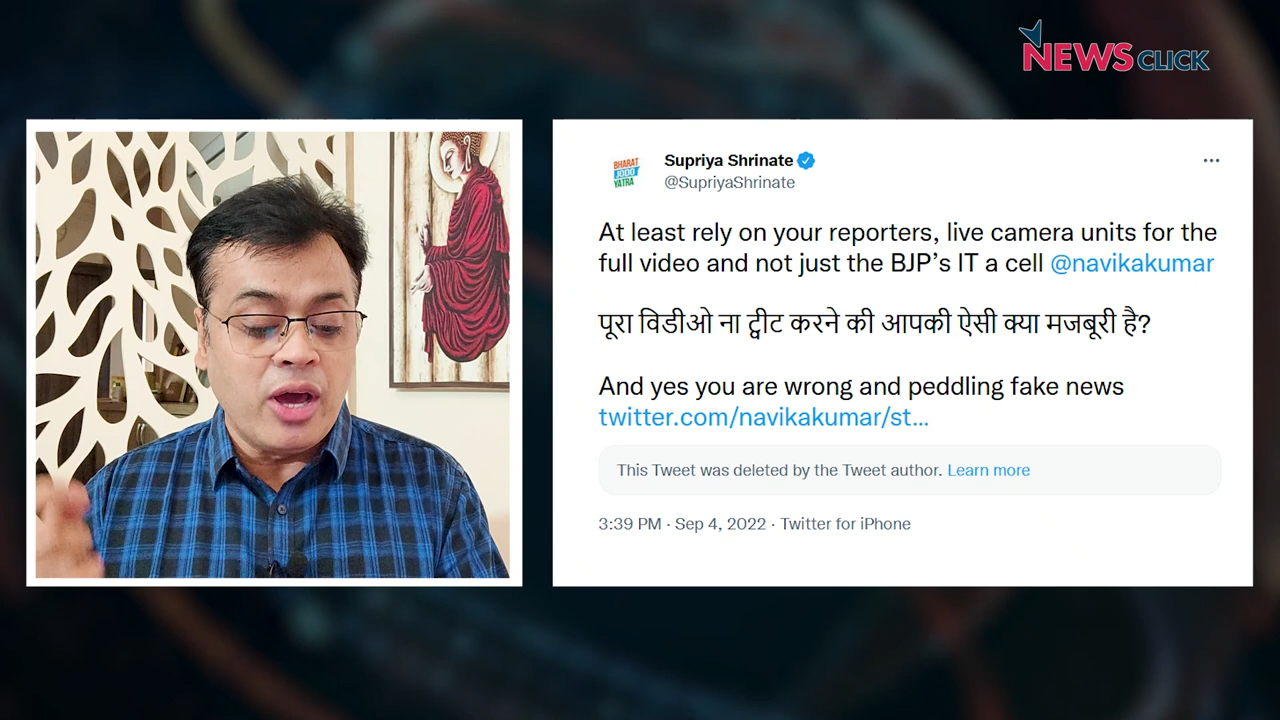 NEWSCLICK
BHARAT
JODO
YATRA
Supriya Shrinate
@SupriyaShrinate
At least rely on your reporters, live camera units for the
full video and not just the BJP’s IT a cell @navikakumar
पूरा विडीओ ना ट्वीट करने की आपकी ऐसी क्या मजबूरी है?
And yes you are wrong and peddling fake news
twitter.com/navikakumar/st...
This Tweet was deleted by the Tweet author. Learn more
3:39 PM · Sep 4, 2022 · Twitter for iPhone